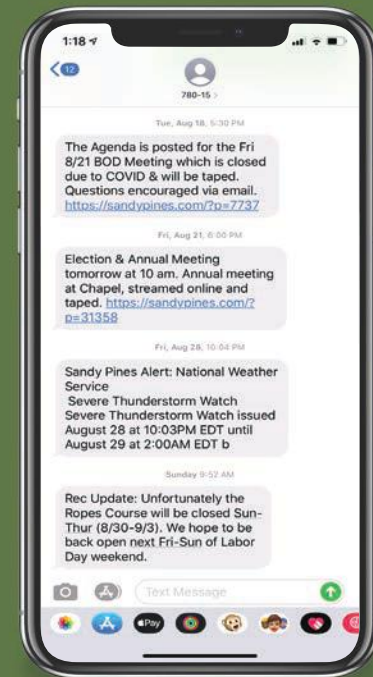 1:18
12
780-15 >
Tue, Aug 18, 5:30 PM
The Agenda is posted for the Fri
8/21 BOD Meeting which is closed
due to COVID & will be taped.
Questions encouraged via email.
https://sandypines.com/?p=7737
Fri, Aug 21, 6:00 PM
Election & Annual Meeting
tomorrow at 10 am. Annual meeting
at Chapel, streamed online and
taped. https://sandypines.com/?
p=31358
Fri, Aug 28, 10:04 PM
Sandy Pines Alert: National Weather
Service
Severe Thunderstorm Watch
Severe Thunderstorm Watch issued
August 28 at 10:03PM EDT until
August 29 at 2:00AM EDT b
Sunday 9:52 AM
Rec Update: Unfortunately the
Ropes Course will be closed Sun-
Thur (8/30-9/3). We hope to be
back open next Fri-Sun of Labor
Day weekend.
Text Message
Pay